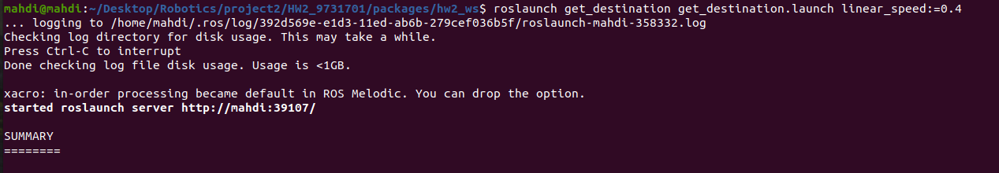 mahdi@mahdi:~/Desktop/Robotics/project2/HW2_9731701/packages/hw2_ws$ roslaunch get_destination get_destination.launch linear_speed:=0.4
... logging to /home/mahdi/.ros/log/392d569e-e1d3-11ed-ab6b-279cef036b5f/roslaunch-mahdi-358332.log
Checking log directory for disk usage. This may take a while.
Press Ctrl-C to interrupt
Done checking log file disk usage. Usage is <1GB.
xacro: in-order processing became default in ROS Melodic. You can drop the option.
started roslaunch server http://mahdi:39107/
SUMMARY
========